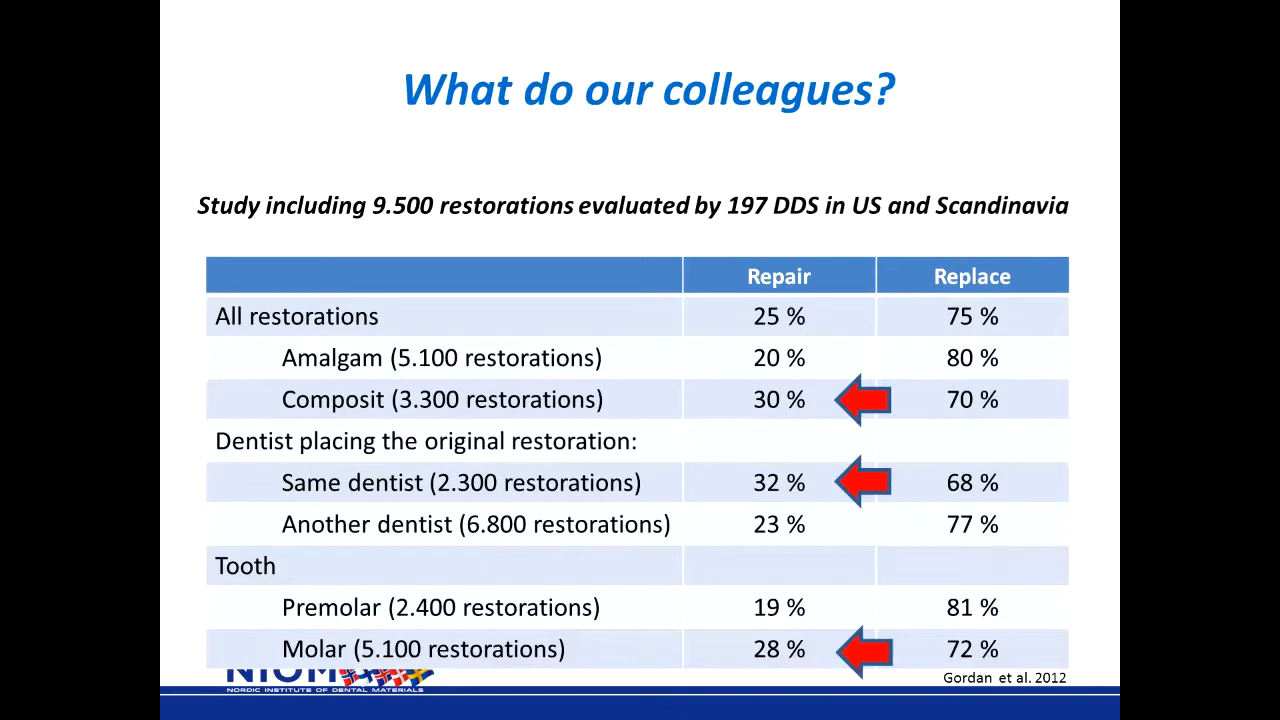 What do our colleagues?
Study including 9.500 restorations evaluated by 197 DDS in US and Scandinavia
Repair Replace
All restorations 25 % 75 %
Amalgam (5.100 restorations) 20 % 80 %
Composit (3.300 restorations) 30 % 70 %
Dentist placing the original restoration:
Same dentist (2.300 restorations) 32 % 68 %
Another dentist (6.800 restorations) 23 % 77 %
Tooth
Premolar (2.400 restorations) 19 % 81 %
Molar (5.100 restorations) 28 % 72 %
NIOM
NORDIC INSTITUTE OF DENTAL MATERIALS
Gordan et al. 2012